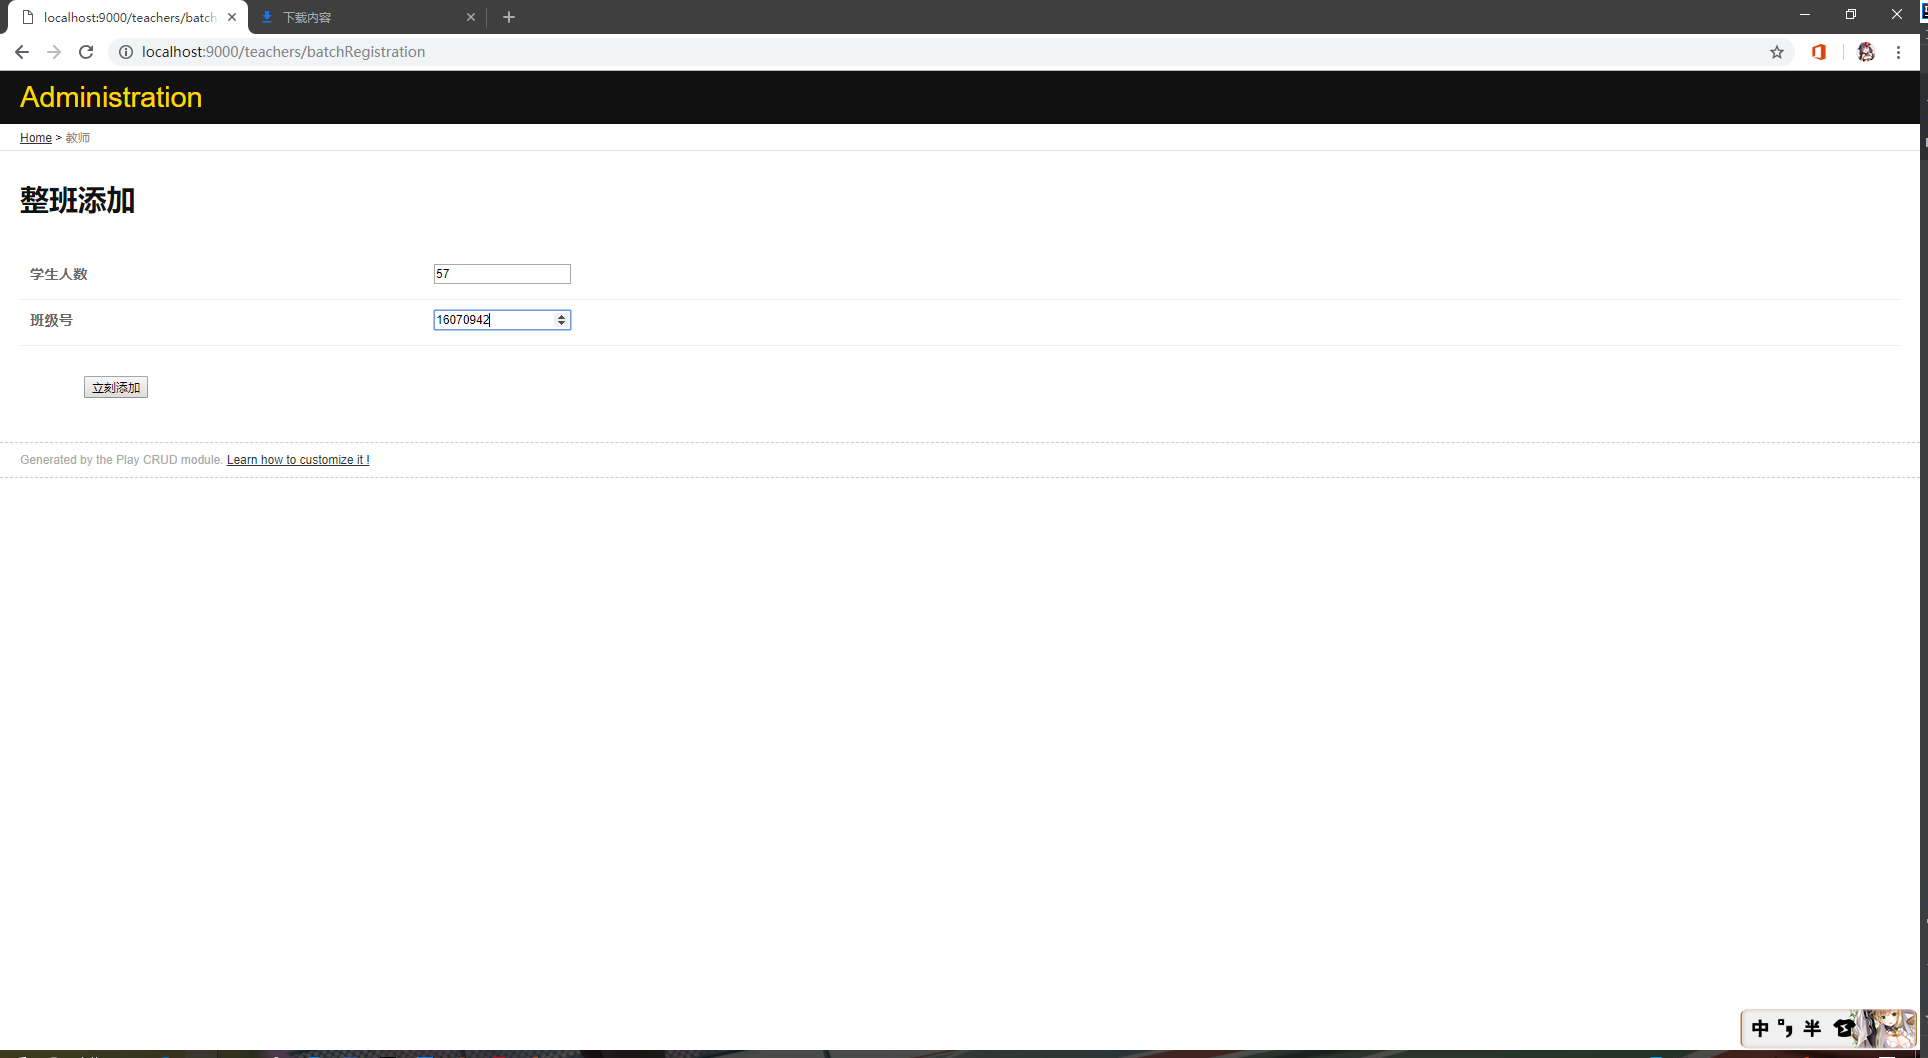 localhost:9000/teachers/batch
下载内容
localhost:9000/teachers/batchRegistration
Administration
Home > 教师
整班添加
学生人数
57
班级号
16070942
立刻添加
Generated by the Play CRUD module. Learn how to customize it !
中 °, 半